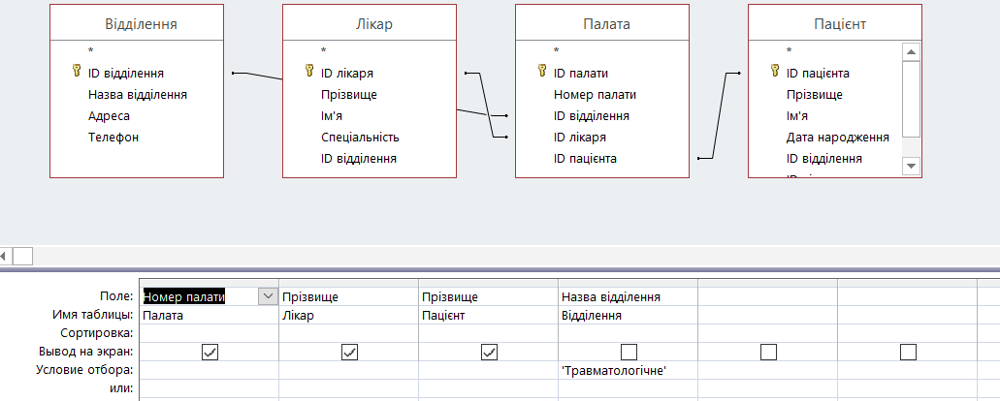 Відділення
*
ID відділення
Назва відділення
Адреса
Телефон
Лікар
*
ID лікаря
Прізвище
Ім'я
Спеціальність
ID відділення
Палата
*
ID палати
Номер палати
ID відділення
ID лікаря
ID пацієнта
Пацієнт
*
ID пацієнта
Прізвище
Ім'я
Дата народження
ID відділення
Поле: Номер палати Прізвище Прізвище Назва відділення
Имя таблицы: Палата Лікар Пацієнт Відділення
Сортировка:
Вывод на экран:
Условие отбора: 'Травматологічне'
или: